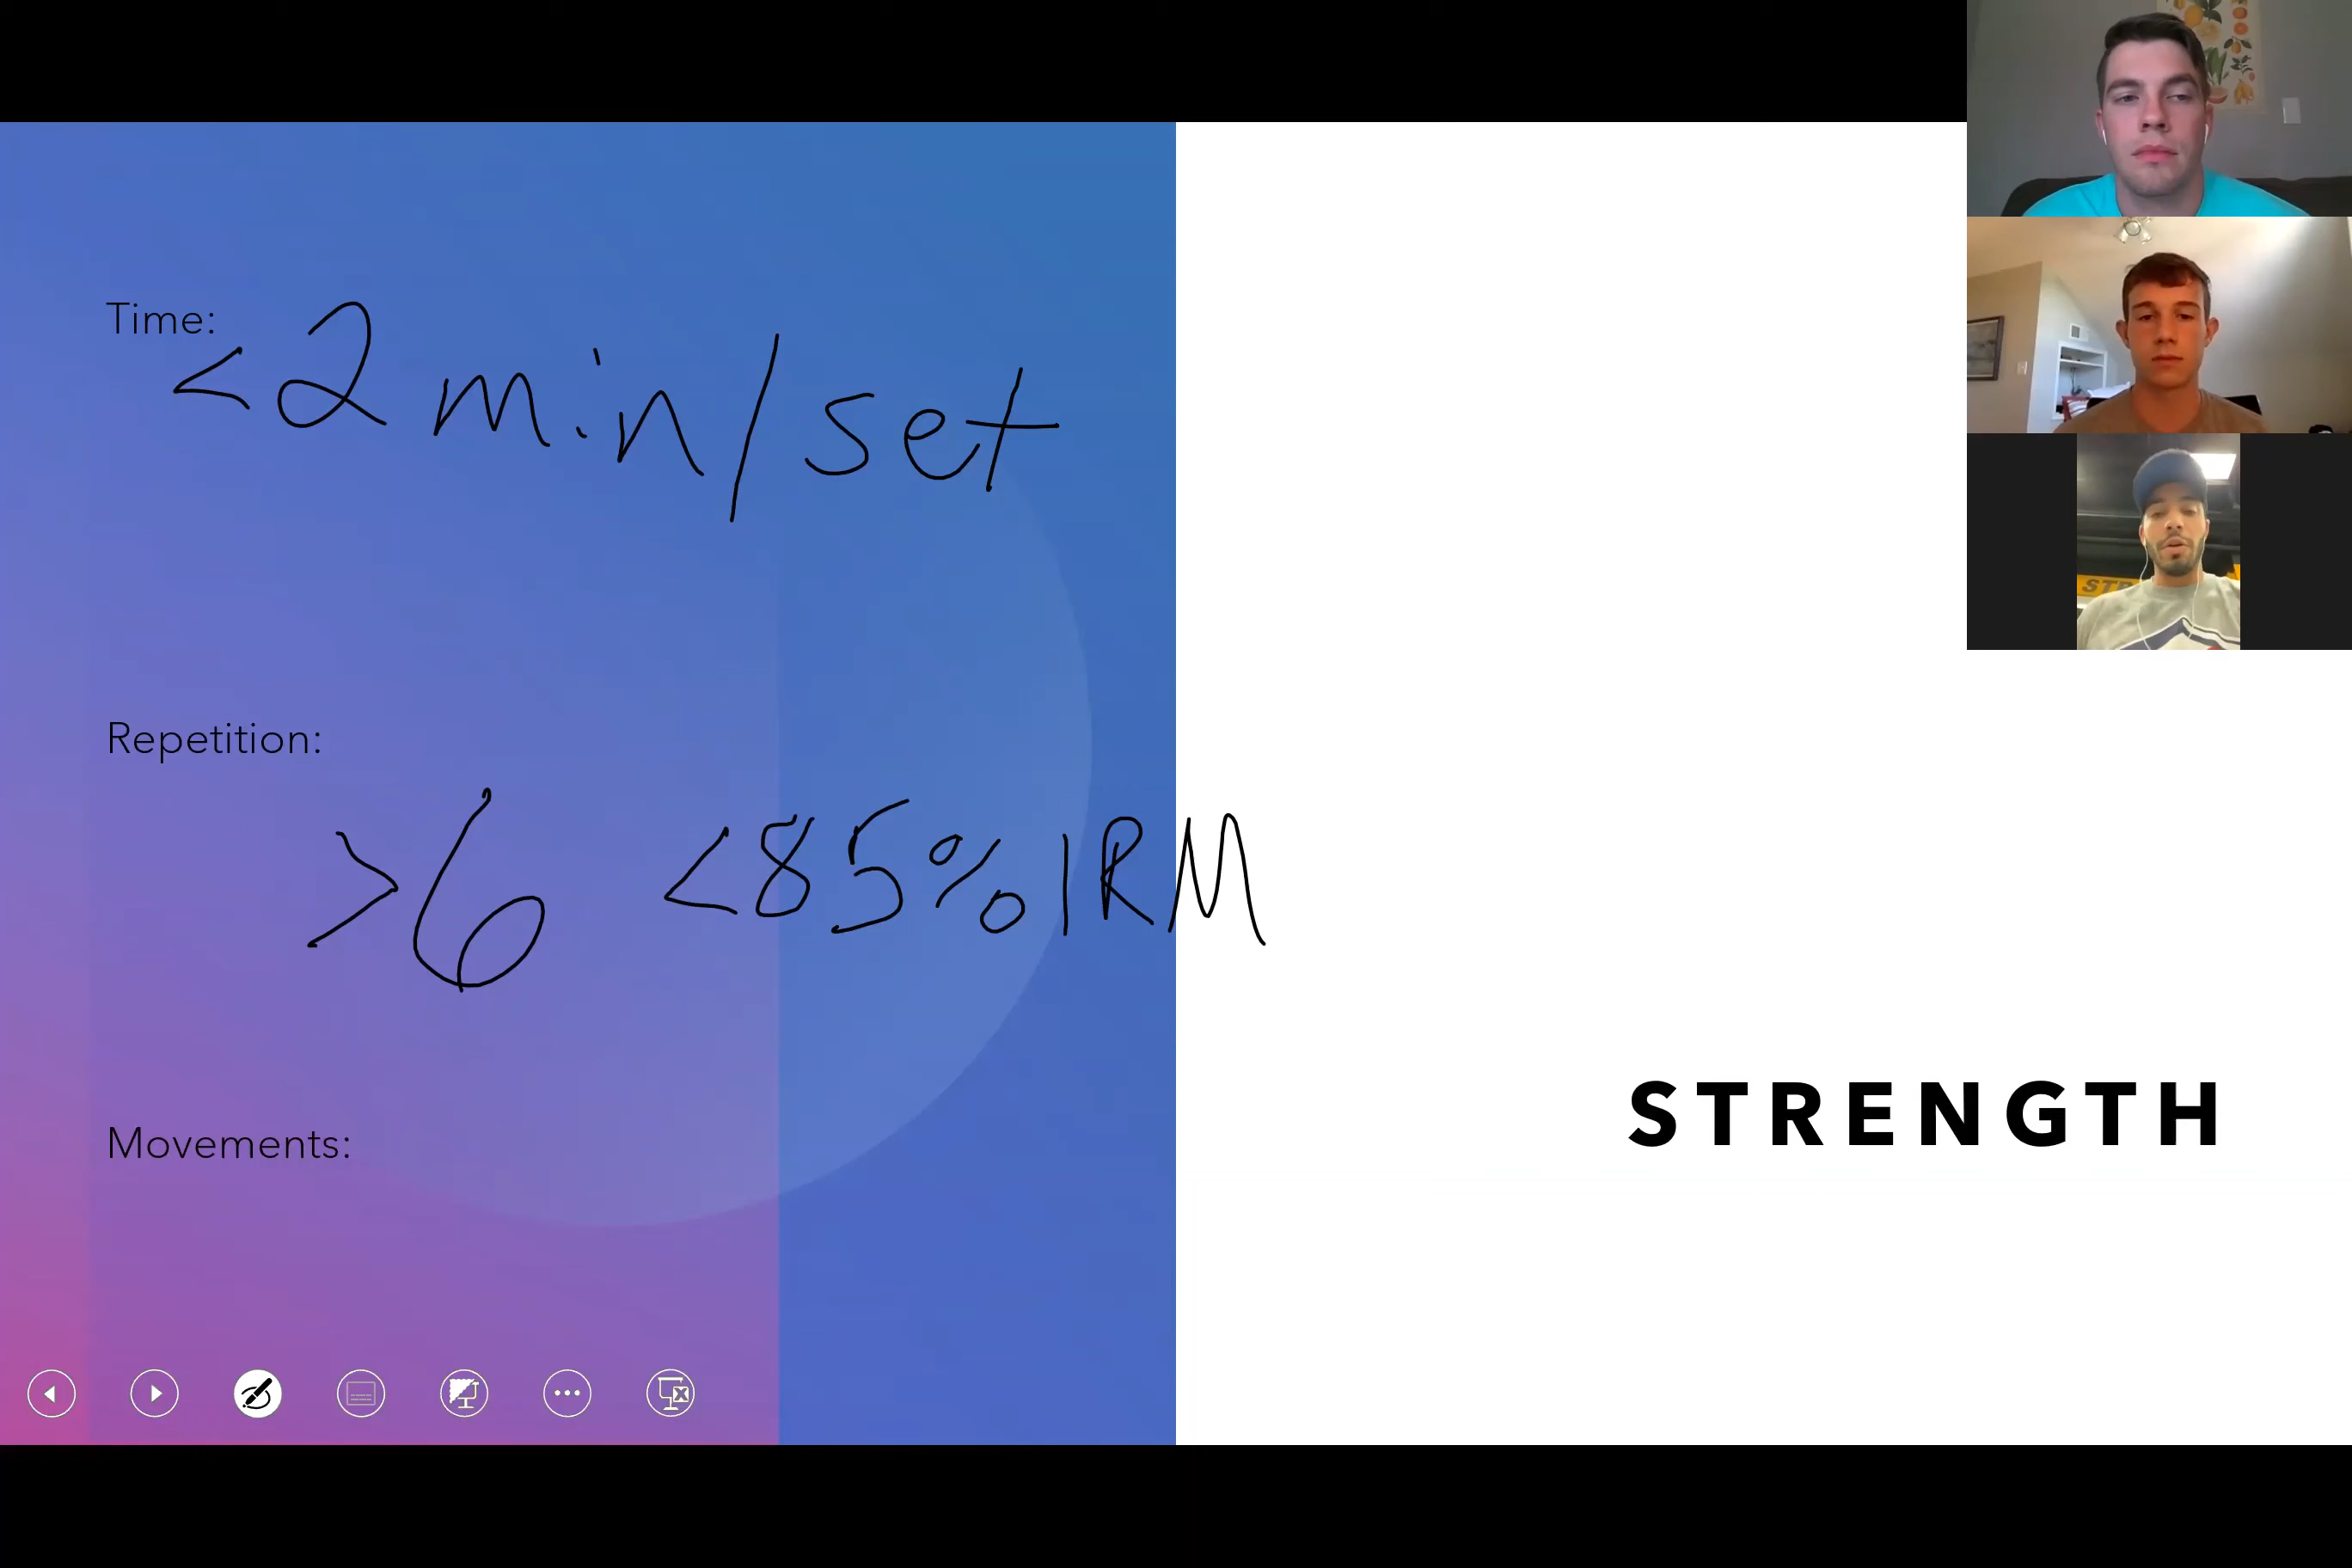 Time:
<2 min/set
Repetition:
>6 <85% 1RM
STRENGTH
Movements: